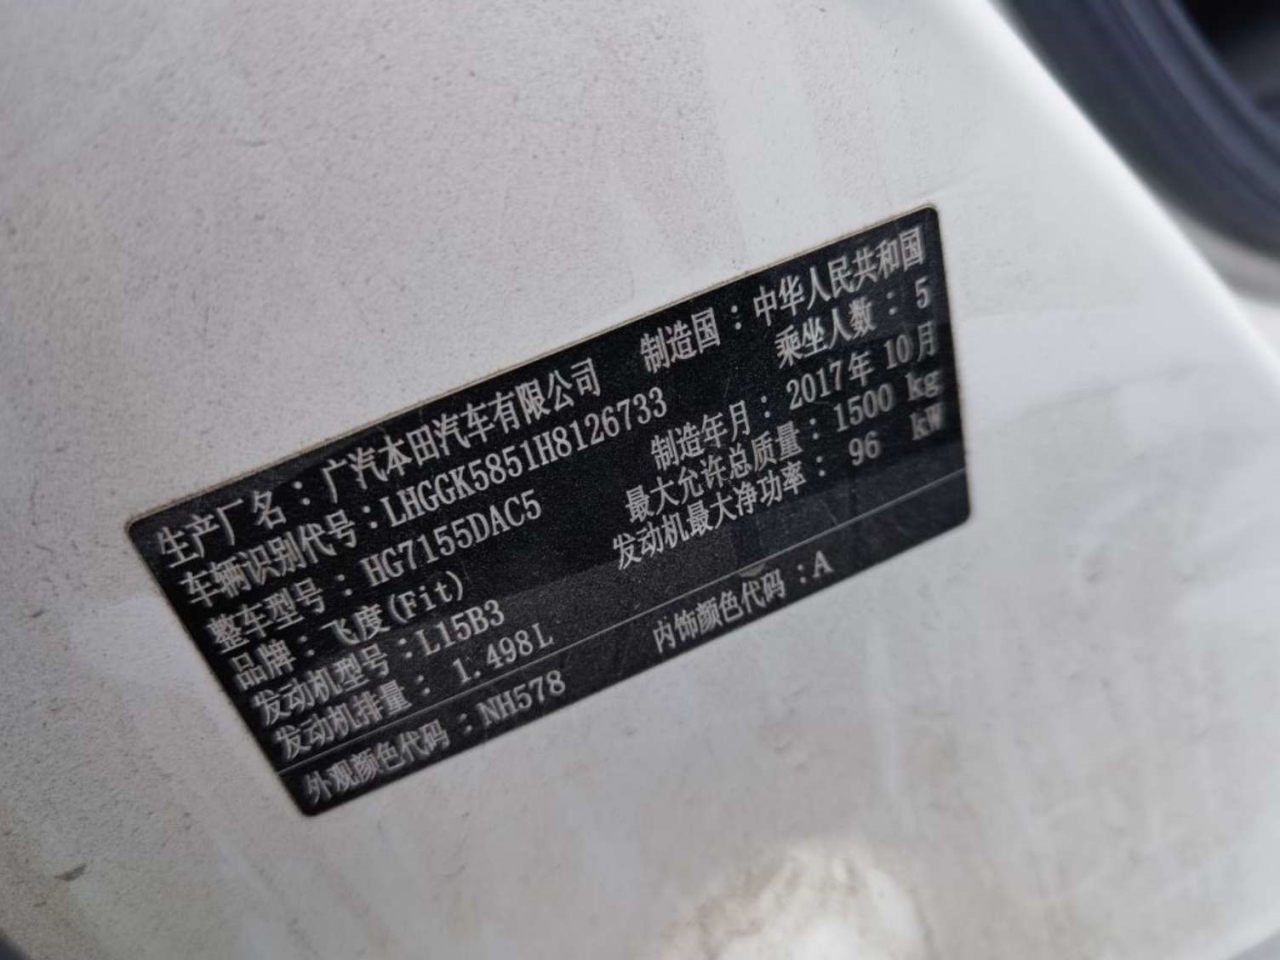 生产厂名：广汽本田汽车有限公司 制造国：中华人民共和国
车辆识别代号：LHGGK5851H8126733 乘坐人数：5
整车型号：HG7155DAC5 制造年月：2017年10月
品牌：飞度(Fit) 最大允许总质量：1500 kg
发动机型号：L15B3 发动机最大净功率：96 kW
发动机排量：1.498L
外观颜色代码：NH578 内饰颜色代码：A